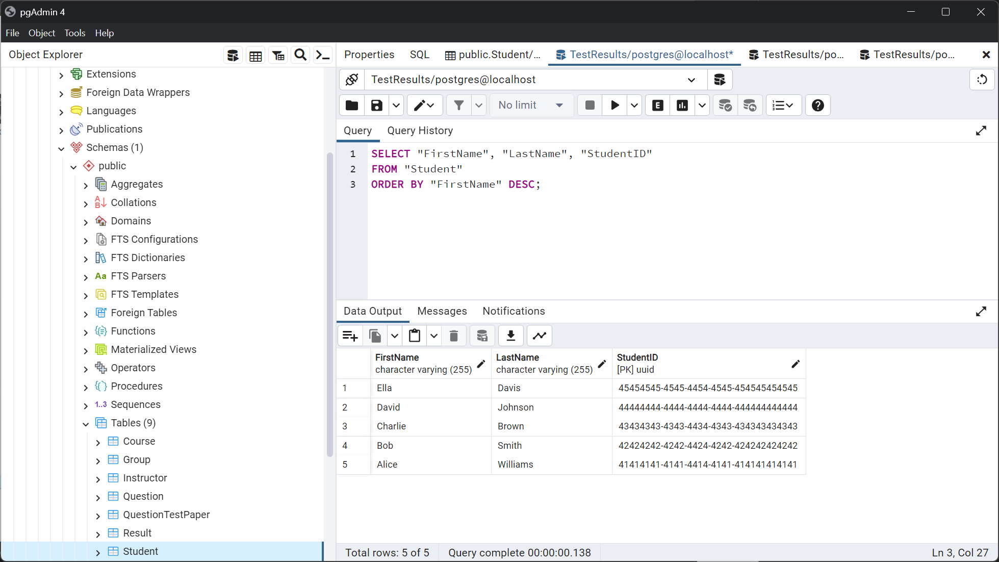 pgAdmin 4
File Object Tools Help
Object Explorer
Properties SQL public.Student/... TestResults/postgres@localhost* TestResults/po... TestResults/po...
Extensions
Foreign Data Wrappers
Languages
Publications
Schemas (1)
public
Aggregates
Collations
Domains
FTS Configurations
FTS Dictionaries
Aa FTS Parsers
FTS Templates
Foreign Tables
Functions
Materialized Views
Operators
Procedures
1..3 Sequences
Tables (9)
Course
Group
Instructor
Question
QuestionTestPaper
Result
Student
TestResults/postgres@localhost
No limit
E
Query Query History
1 SELECT "FirstName", "LastName", "StudentID"
2 FROM "Student"
3 ORDER BY "FirstName" DESC;
Data Output Messages Notifications
FirstName LastName StudentID
character varying (255) character varying (255) [PK] uuid
1 Ella Davis 45454545-4545-4454-4545-454545454545
2 David Johnson 44444444-4444-4444-4444-444444444444
3 Charlie Brown 43434343-4343-4434-4343-434343434343
4 Bob Smith 42424242-4242-4424-4242-424242424242
5 Alice Williams 41414141-4141-4414-4141-414141414141
Total rows: 5 of 5 Query complete 00:00:00.138 Ln 3, Col 27